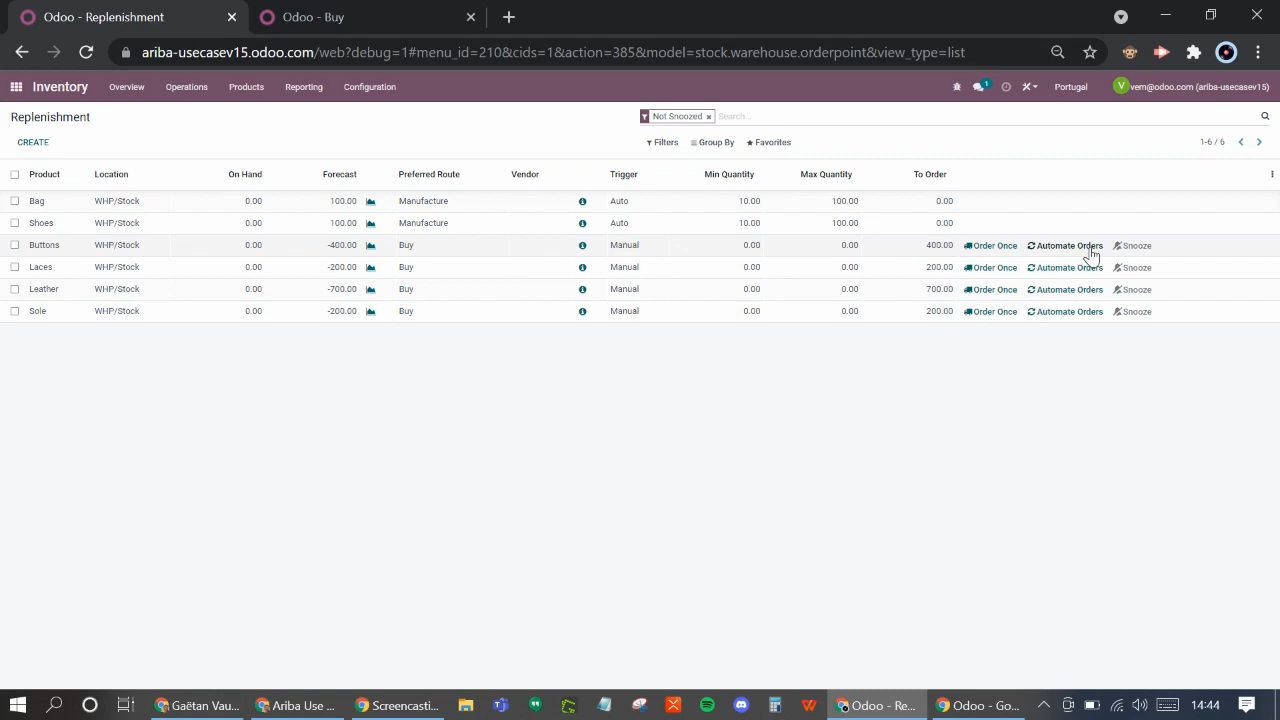 Odoo - Replenishment
Odoo - Buy
ariba-usecasev15.odoo.com/web?debug=1#menu_id=210&cids=1&action=385&model=stock.warehouse.orderpoint&view_type=list
Inventory Overview Operations Products Reporting Configuration 1 Portugal V vem@odoo.com (ariba-usecasev15)
Replenishment Not Snoozed × Search...
CREATE Filters Group By Favorites 1-6 / 6
Product Location On Hand Forecast Preferred Route Vendor Trigger Min Quantity Max Quantity To Order
Bag WHP/Stock 0.00 100.00 Manufacture Auto 10.00 100.00 0.00
Shoes WHP/Stock 0.00 100.00 Manufacture Auto 10.00 100.00 0.00
Buttons WHP/Stock 0.00 -400.00 Buy Manual 0.00 0.00 400.00 Order Once Automate Orders Snooze
Laces WHP/Stock 0.00 -200.00 Buy Manual 0.00 0.00 200.00 Order Once Automate Orders Snooze
Leather WHP/Stock 0.00 -700.00 Buy Manual 0.00 0.00 700.00 Order Once Automate Orders Snooze
Sole WHP/Stock 0.00 -200.00 Buy Manual 0.00 0.00 200.00 Order Once Automate Orders Snooze
Gaëtan Vau... Ariba Use ... Screencasti... Odoo - Re... Odoo - Go... 14:44